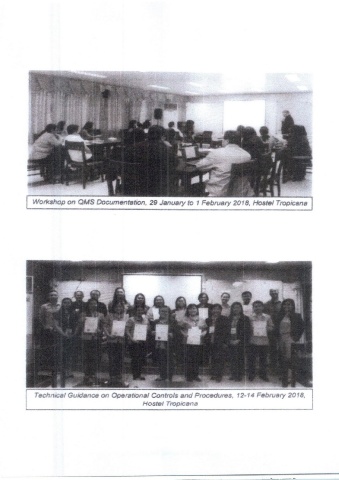 Workshop on QMS Documentation, 29 January to 1 February 2018, Hostel Tropicana
Technical Guidance on Operational Controls and Procedures, 12-14 February 2018,
Hostel Tropicana